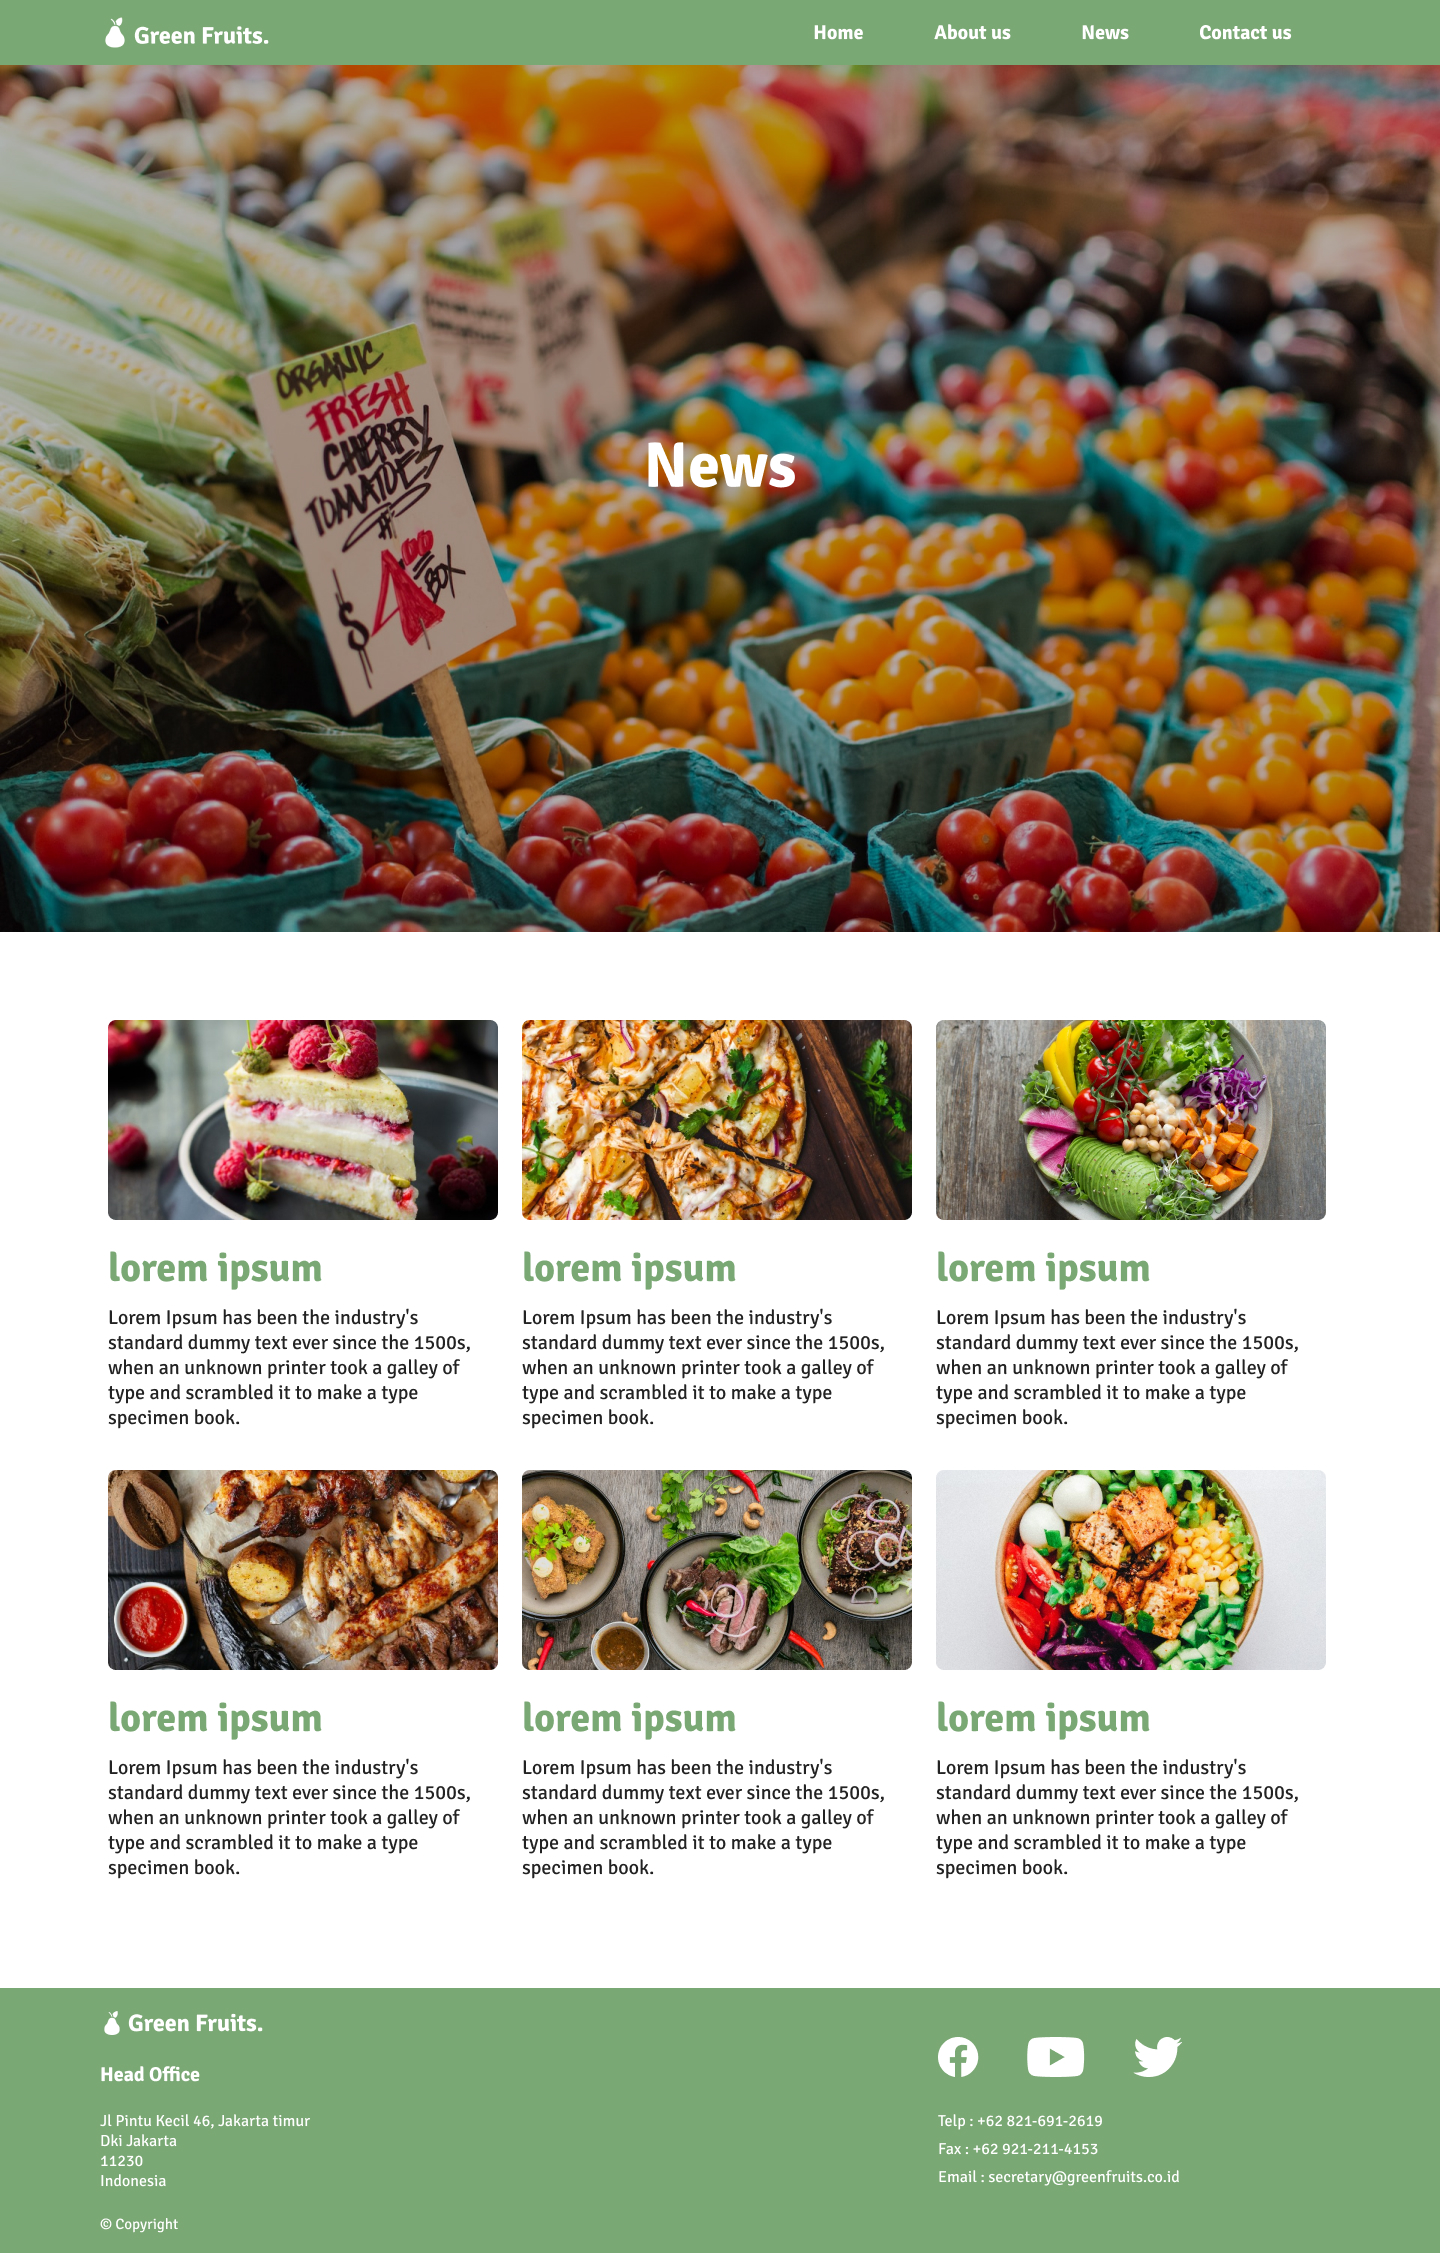 Green Fruits.
Home
About us
News
Contact us
ORGANIC
FRESH
CHERRY
TOMATOES
$4.00
BOX
News
lorem ipsum
Lorem Ipsum has been the industry's
standard dummy text ever since the 1500s,
when an unknown printer took a galley of
type and scrambled it to make a type
specimen book.
lorem ipsum
Lorem Ipsum has been the industry's
standard dummy text ever since the 1500s,
when an unknown printer took a galley of
type and scrambled it to make a type
specimen book.
lorem ipsum
Lorem Ipsum has been the industry's
standard dummy text ever since the 1500s,
when an unknown printer took a galley of
type and scrambled it to make a type
specimen book.
lorem ipsum
Lorem Ipsum has been the industry's
standard dummy text ever since the 1500s,
when an unknown printer took a galley of
type and scrambled it to make a type
specimen book.
lorem ipsum
Lorem Ipsum has been the industry's
standard dummy text ever since the 1500s,
when an unknown printer took a galley of
type and scrambled it to make a type
specimen book.
lorem ipsum
Lorem Ipsum has been the industry's
standard dummy text ever since the 1500s,
when an unknown printer took a galley of
type and scrambled it to make a type
specimen book.
Green Fruits.
Head Office
Jl Pintu Kecil 46, Jakarta timur
Dki Jakarta
11230
Indonesia
© Copyright
Telp : +62 821-691-2619
Fax : +62 921-211-4153
Email : secretary@greenfruits.co.id